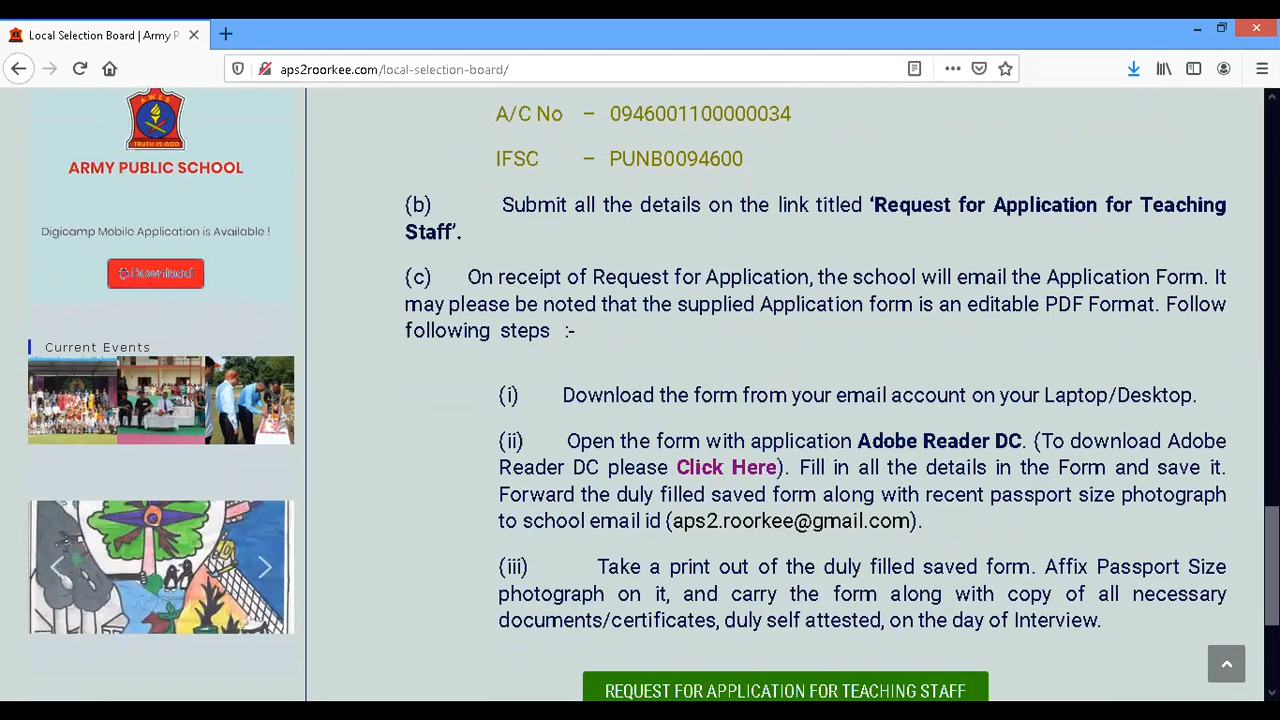 Local Selection Board | Army P
aps2roorkee.com/local-selection-board/
A.W.E.S
TRUTH IS GOD
ARMY PUBLIC SCHOOL
Digicamp Mobile Application is Available !
Download
Current Events
A/C No – 0946001100000034
IFSC – PUNB0094600
(b) Submit all the details on the link titled ‘Request for Application for Teaching
Staff’.
(c) On receipt of Request for Application, the school will email the Application Form. It
may please be noted that the supplied Application form is an editable PDF Format. Follow
following steps :-
(i) Download the form from your email account on your Laptop/Desktop.
(ii) Open the form with application Adobe Reader DC. (To download Adobe
Reader DC please Click Here). Fill in all the details in the Form and save it.
Forward the duly filled saved form along with recent passport size photograph
to school email id (aps2.roorkee@gmail.com).
(iii) Take a print out of the duly filled saved form. Affix Passport Size
photograph on it, and carry the form along with copy of all necessary
documents/certificates, duly self attested, on the day of Interview.
REQUEST FOR APPLICATION FOR TEACHING STAFF